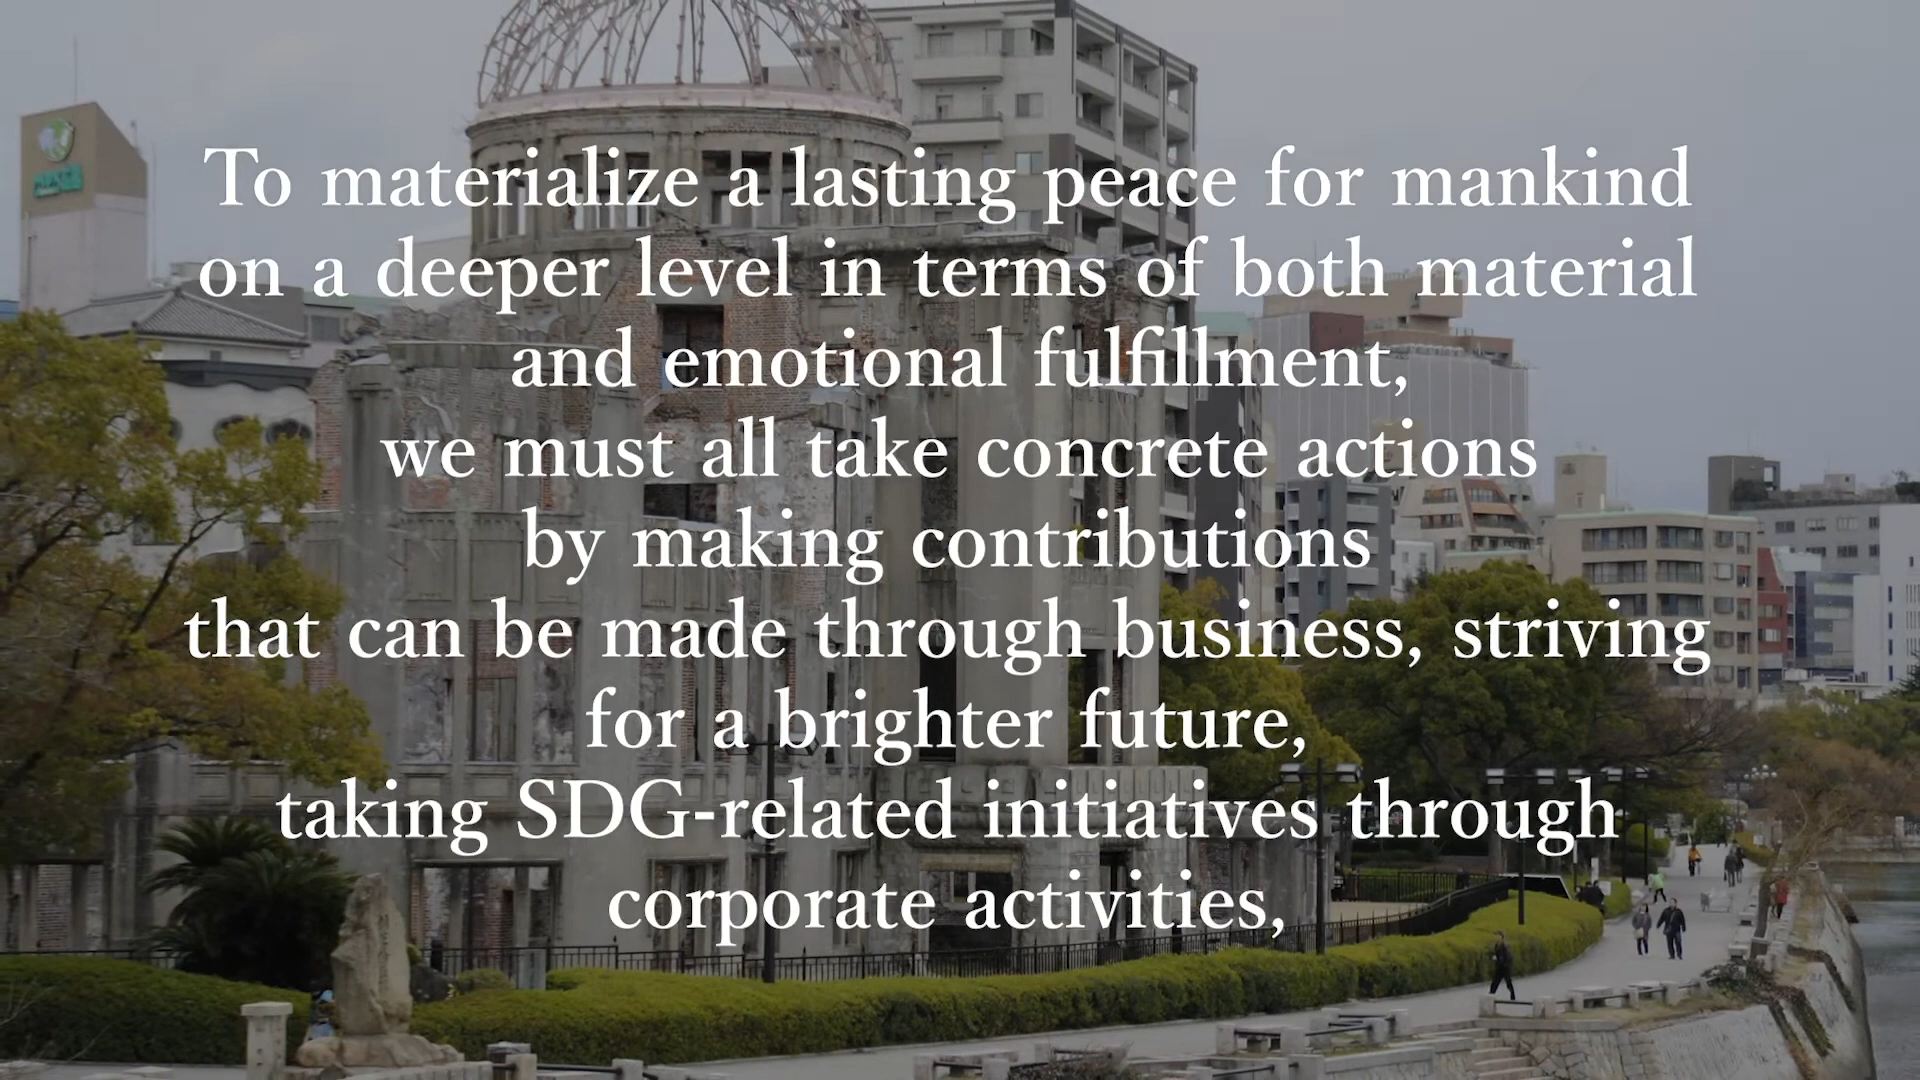 To materialize a lasting peace for mankind
on a deeper level in terms of both material
and emotional fulfillment,
we must all take concrete actions
by making contributions
that can be made through business, striving
for a brighter future,
taking SDG-related initiatives through
corporate activities,